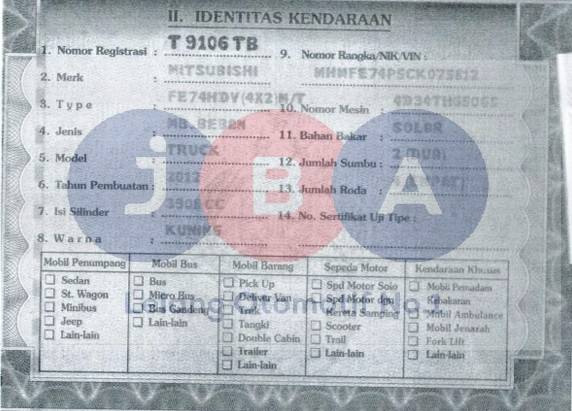 II. IDENTITAS KENDARAAN
1. Nomor Registrasi : T 9106 TB
2. Merk : MITSUBISHI
3. Type : FE74HDV(4X2)M/T
4. Jenis : MB.BEBAN
5. Model : TRUCK
6. Tahun Pembuatan : 2012
7. Isi Silinder : 3908 CC
8. Warna : KUNING
9. Nomor Rangka/NIK/VIN :
10. Nomor Mesin :
11. Bahan Bakar : SOLAR
12. Jumlah Sumbu : 2 (DUA)
13. Jumlah Roda :
14. No. Sertifikat Uji Tipe :
JBA
Mobil Penumpang
Sedan
St. Wagon
Minibus
Jeep
Lain-lain
Mobil Bus
Bus
Micro Bus
Bus Gandeng
Lain-lain
Mobil Barang
Pick Up
Deliver Van
Tangki
Double Cabin
Trailer
Lain-lain
Sepeda Motor
Spd Motor Solo
Spd Motor dgn
Kereta Samping
Scooter
Trail
Lain-lain
Kendaraan Khusus
Mobil Pemadam
Kebakaran
Mobil Ambulance
Mobil Jenazah
Fork Lift
Lain-lain